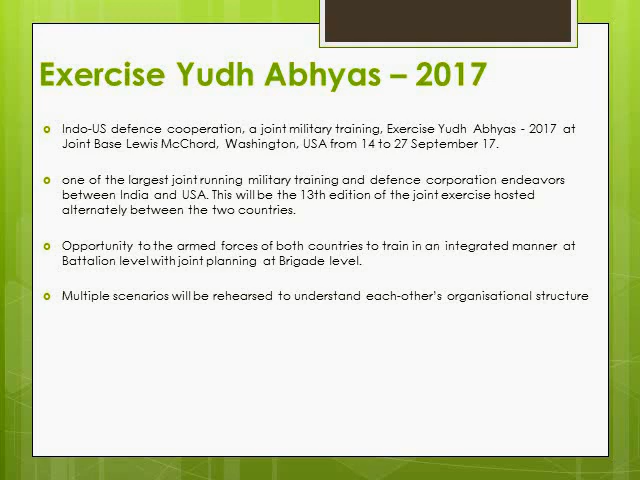 Exercise Yudh Abhyas – 2017
Indo-US defence cooperation, a joint military training, Exercise Yudh Abhyas - 2017 at
Joint Base Lewis McChord, Washington, USA from 14 to 27 September 17.
one of the largest joint running military training and defence corporation endeavors
between India and USA. This will be the 13th edition of the joint exercise hosted
alternately between the two countries.
Opportunity to the armed forces of both countries to train in an integrated manner at
Battalion level with joint planning at Brigade level.
Multiple scenarios will be rehearsed to understand each-other's organisational structure